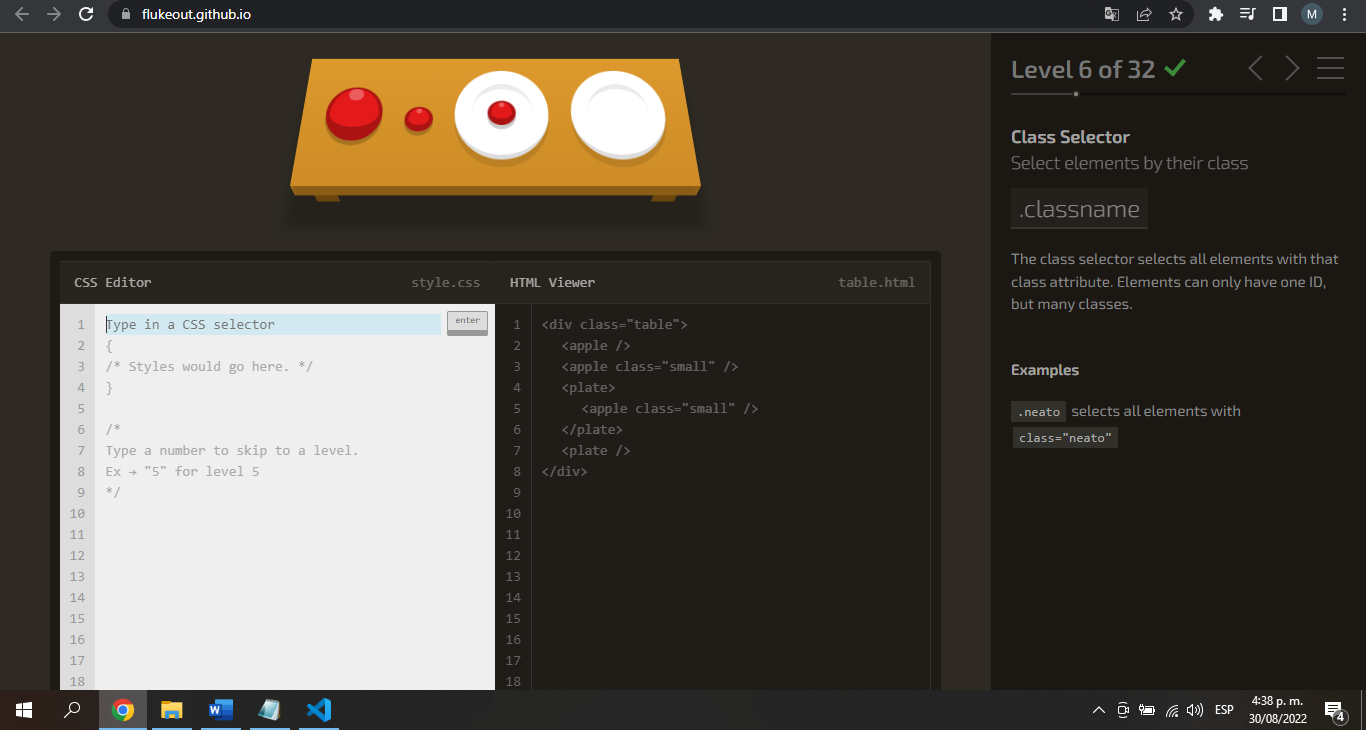 flukeout.github.io
M
Level 6 of 32
Class Selector
Select elements by their class
.classname
The class selector selects all elements with that
class attribute. Elements can only have one ID,
but many classes.
Examples
.neato selects all elements with
class="neato"
CSS Editor style.css
1 Type in a CSS selector enter
2 {
3 /* Styles would go here. */
4 }
5
6 /*
7 Type a number to skip to a level.
8 Ex → "5" for level 5
9 */
10
11
12
13
14
15
16
17
18
HTML Viewer table.html
1 <div class="table">
2 <apple />
3 <apple class="small" />
4 <plate>
5 <apple class="small" />
6 </plate>
7 <plate />
8 </div>
9
10
11
12
13
14
15
16
17
18
W
ESP
4:38 p. m.
30/08/2022
4